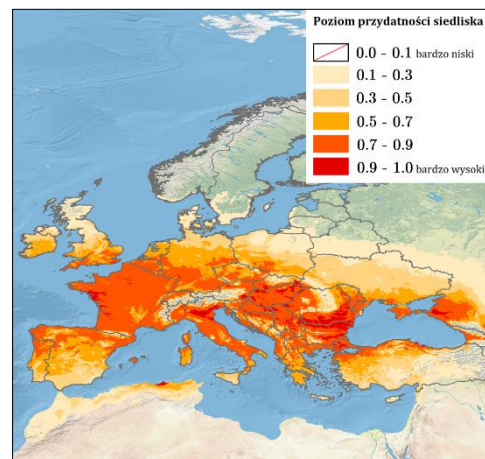 Poziom przydatności siedliska
0.0 - 0.1 bardzo niski
0.1 - 0.3
0.3 - 0.5
0.5 - 0.7
0.7 - 0.9
0.9 - 1.0 bardzo wysoki